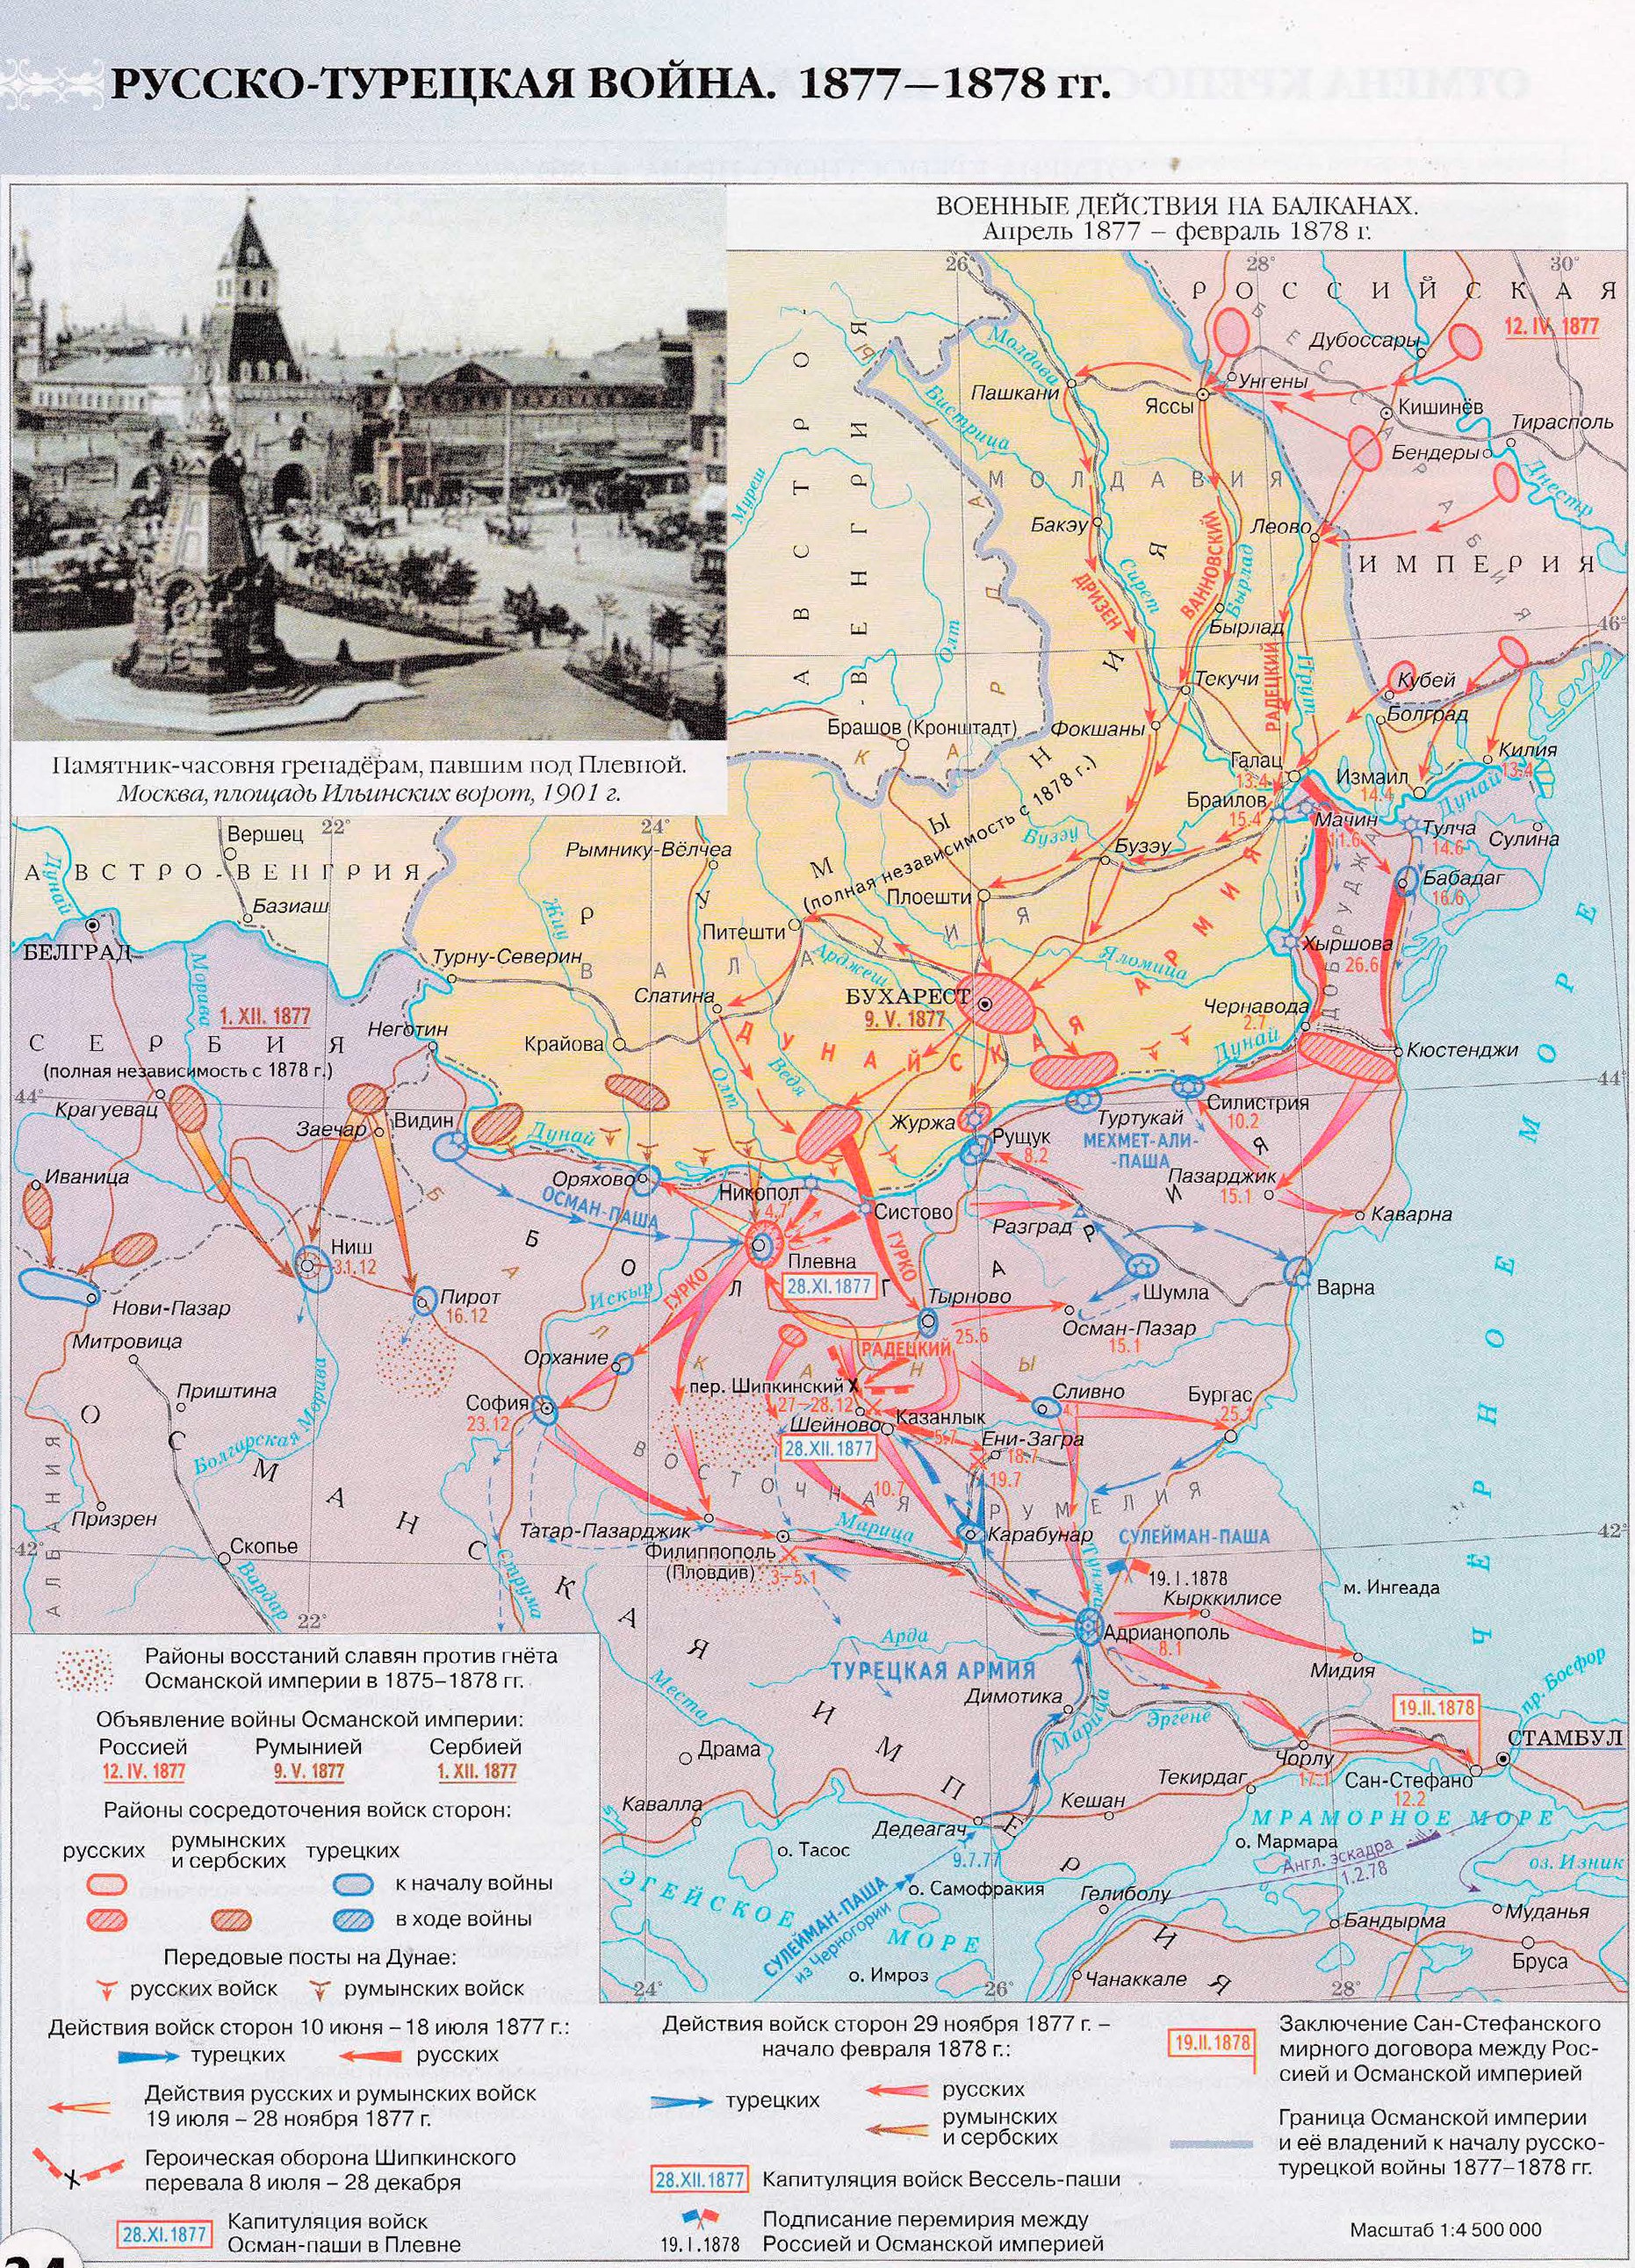 РУССКО-ТУРЕЦКАЯ ВОЙНА. 1877–1878 гг.
ВОЕННЫЕ ДЕЙСТВИЯ НА БАЛКАНАХ.
Апрель 1877 – февраль 1878 г.
Памятник-часовня гренадёрам, павшим под Плевной.
Москва, площадь Ильинских ворот, 1901 г.
26°
28°
30°
РОССИЙСКАЯ
12. IV. 1877
ИМПЕРИЯ
БЕССАРАБИЯ
Дубоссары
Унгены
Яссы
Кишинёв
Тирасполь
Бендеры
Днестр
Пашкани
Молдова
Бистрица
МОЛДАВИЯ
Муреш
АВСТРО-
ВЕНГРИЯ
Бакэу
Леово
ДРИЗЕН
Сирет
ВАННОВСКИЙ
Бырлад
Бырлад
РАДЕЦКИЙ
Прут
46°
Олт
Текучи
Кубей
Болград
Брашов (Кронштадт)
Фокшаны
Галац
13.4
Измаил
14.4
Килия
13.4
Дунай
Браилов
15.4
Мачин
11.6
Тулча
14.6
Сулина
Бабадаг
16.6
(полная независимость с 1878 г.)
РУМЫНИЯ
КАРПАТЫ
Бузэу
Бузэу
Плоешти
ДОБРУДЖА
Хыршова
26.6
Вершец
22°
24°
АВСТРО-ВЕНГРИЯ
Дунай
Базиаш
БЕЛГРАД
Морава
Рымнику-Вёлчеа
Жиу
Питешти
Арджеш
ВАЛАХИЯ
Яломица
Турну-Северин
Слатина
БУХАРЕСТ
9. V. 1877
Чернавода
2.7
Дунай
Кюстенджи
ДУНАЙСКАЯ АРМИЯ
1. XII. 1877
СЕРБИЯ
(полная независимость с 1878 г.)
Неготин
Крайова
Ведя
Олт
44°
44°
Крагуевац
Заечар
Видин
Дунай
Журжа
Рущук
8.2
Туртукай
МЕХМЕТ-АЛИ-
-ПАША
Силистрия
10.2
Пазарджик
15.1
Иваница
Оряхово
ОСМАН-ПАША
Никопол
4.7
Систово
Разград
Каварна
Ниш
31.12
Плевна
28.XI.1877
ГУРКО
ГУРКО
Искыр
Шумла
Варна
Нови-Пазар
Пирот
16.12
Тырново
25.6
Осман-Пазар
15.1
БОЛГАРИЯ
БАЛКАНЫ
Митровица
Орхание
РАДЕЦКИЙ
Приштина
София
23.12
пер. Шипкинский
27–28.12
Шейново
28.XII.1877
Казанлык
5.7
Сливно
4.1
Бургас
25.1
Ени-Загра
18.7
19.7
10.7
Болгарская Морава
ВОСТОЧНАЯ РУМЕЛИЯ
АЛБАНИЯ
Призрен
Скопье
Вардар
42°
42°
22°
Струма
Татар-Пазарджик
Филиппополь
(Пловдив)
3–5.1
Марица
Карабунар
СУЛЕЙМАН-ПАША
19.I.1878
м. Ингеада
Кырккилисе
Адрианополь
8.1
Мидия
ЧЁРНОЕ МОРЕ
ОСМАНСКАЯ ИМПЕРИЯ
Арда
ТУРЕЦКАЯ АРМИЯ
Димотика
Места
Марица
Эргене
19.II.1878
пр. Босфор
СТАМБУЛ
Драма
Чорлу
17.1
Сан-Стефано
12.2
Текирдаг
Кавалла
Кешан
Дедеагач
9.7.77
МРАМОРНОЕ МОРЕ
о. Мармара
Англ. эскадра
1.2.78
оз. Изник
о. Тасос
о. Самофракия
ЭГЕЙСКОЕ
МОРЕ
СУЛЕЙМАН-ПАША
из Черногории
Гелиболу
Бандырма
Муданья
Бруса
о. Имроз
Чанаккале
24°
26°
28°
Районы восстаний славян против гнёта
Османской империи в 1875–1878 гг.
Объявление войны Османской империи:
Россией Румынией Сербией
12. IV. 1877 9. V. 1877 1. XII. 1877
Районы сосредоточения войск сторон:
русских румынских
и сербских турецких
к началу войны
в ходе войны
Передовые посты на Дунае:
русских войск румынских войск
Действия войск сторон 10 июня – 18 июля 1877 г.:
турецких русских
Действия русских и румынских войск
19 июля – 28 ноября 1877 г.
Героическая оборона Шипкинского
перевала 8 июля – 28 декабря
28.XI.1877 Капитуляция войск
Осман-паши в Плевне
Действия войск сторон 29 ноября 1877 г. –
начало февраля 1878 г.:
турецких русских
румынских
и сербских
28.XII.1877 Капитуляция войск Вессель-паши
19.I.1878 Подписание перемирия между
Россией и Османской империей
19.II.1878 Заключение Сан-Стефанского
мирного договора между Рос-
сией и Османской империей
Граница Османской империи
и её владений к началу русско-
турецкой войны 1877–1878 гг.
Масштаб 1:4 500 000